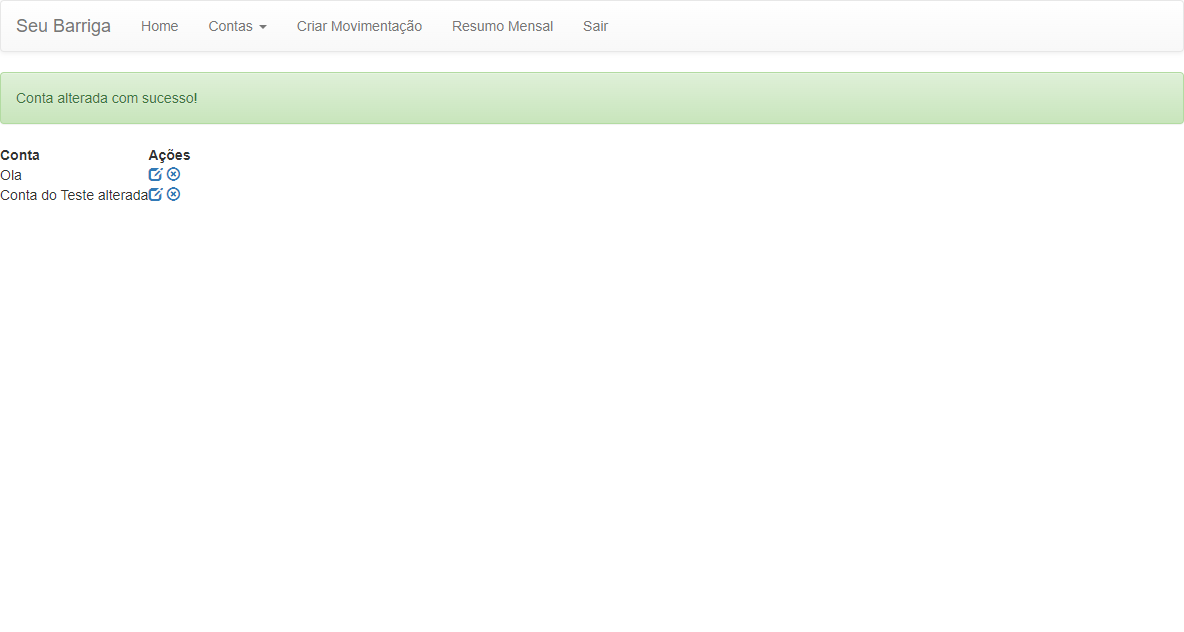 Seu Barriga Home Contas Criar Movimentação Resumo Mensal Sair
Conta alterada com sucesso!
Conta Ações
Ola
Conta do Teste alterada